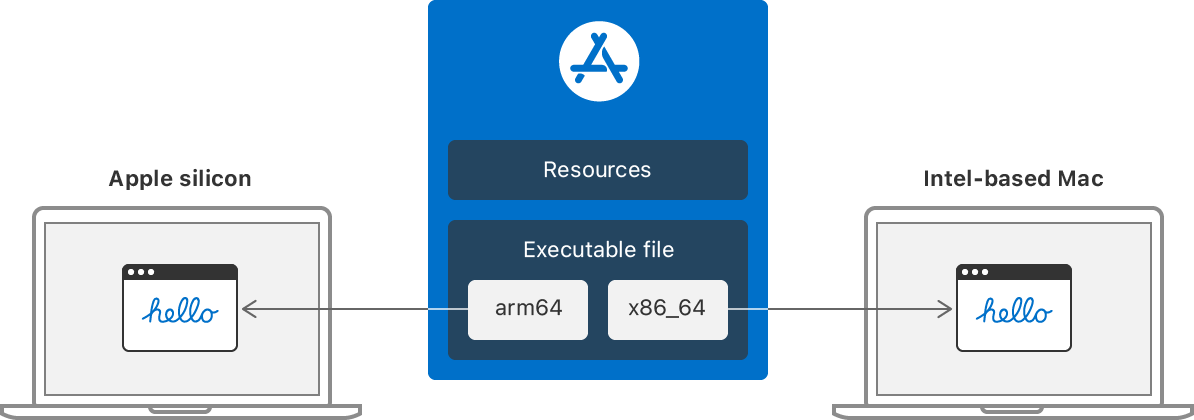 Resources
Apple silicon
Intel-based Mac
Executable file
hello
arm64
x86_64
hello